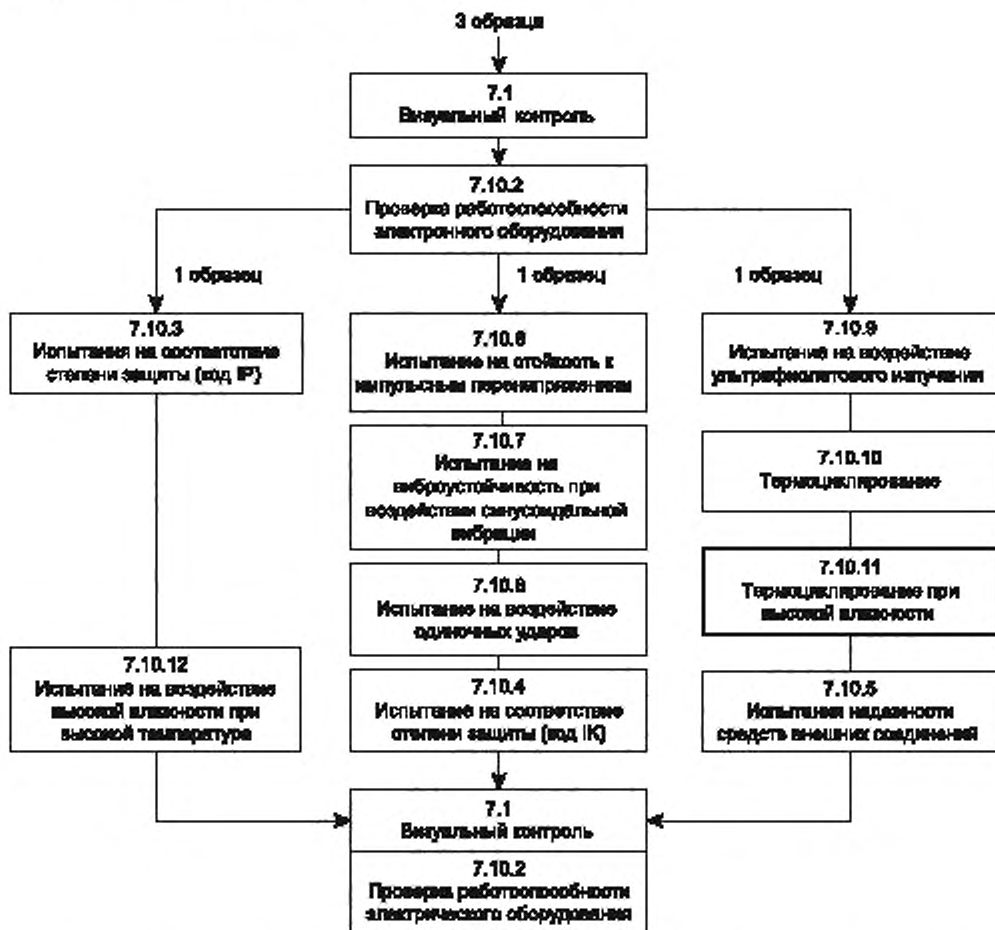 3 образца
7.1
Визуальный контроль
7.10.2
Проверка работоспособности
электронного оборудования
1 образец
1 образец
1 образец
7.10.3
Испытания на соответствие
степени защиты (код IP)
7.10.12
Испытание на воздействие
высокой влажности при
высокой температуре
7.10.6
Испытание на стойкость к
импульсным перенапряжениям
7.10.7
Испытание на
виброустойчивость при
воздействии синусоидальной
вибрации
7.10.8
Испытание на воздействие
одиночных ударов
7.10.4
Испытание на соответствие
степени защиты (код IK)
7.10.9
Испытание на воздействие
ультрафиолетового излучения
7.10.10
Термоциклирование
7.10.11
Термоциклирование при
высокой влажности
7.10.5
Испытания надежности
средств внешних соединений
7.1
Визуальный контроль
7.10.2
Проверка работоспособности
электрического оборудования